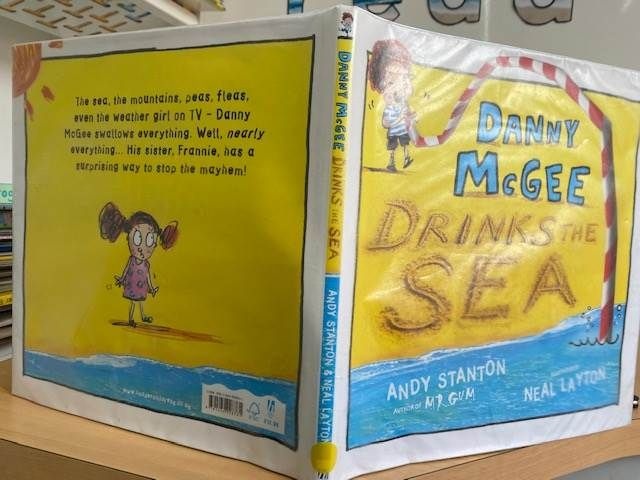 The sea, the mountains, peas, fleas,
even the weather girl on TV – Danny
McGee swallows everything. Well, nearly
everything... His sister, Frannie, has a
surprising way to stop the mayhem!
DANNY McGEE DRINKS THE SEA
ANDY STANTON & NEAL LAYTON
DANNY
McGEE
DRINKS THE
SEA
ANDY STANTON
AUTHOR OF MR GUM
NEAL LAYTON